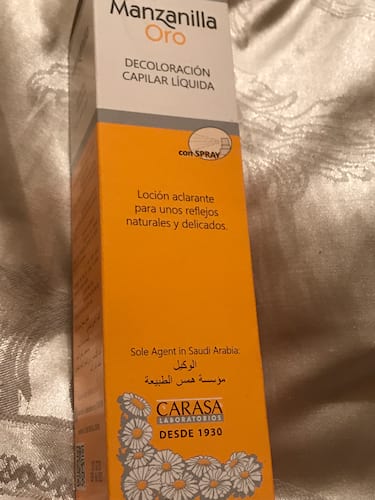 Manzanilla
Oro
DECOLORACIÓN
CAPILAR LÍQUIDA
con SPRAY
Loción aclarante
para unos reflejos
naturales y delicados.
Sole Agent in Saudi Arabia:
الوكيل
مؤسسة همس الطبيعة
CARASA
LABORATORIOS
DESDE 1930